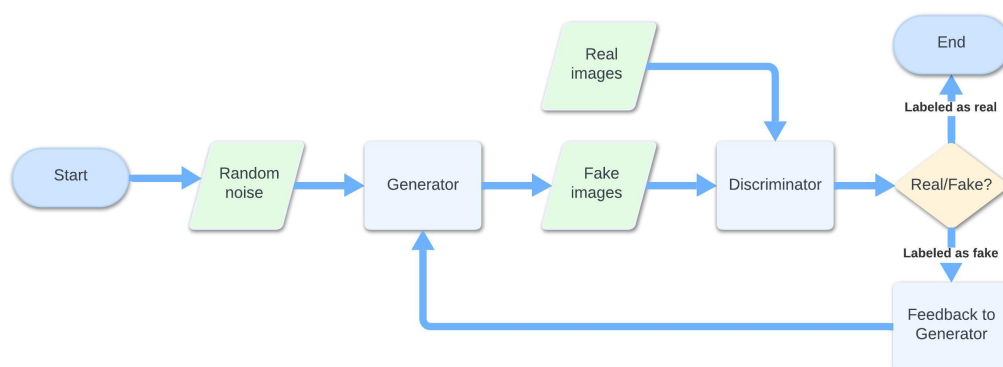 Start
Random
noise
Generator
Real
images
Fake
images
Discriminator
Real/Fake?
Labeled as real
End
Labeled as fake
Feedback to
Generator